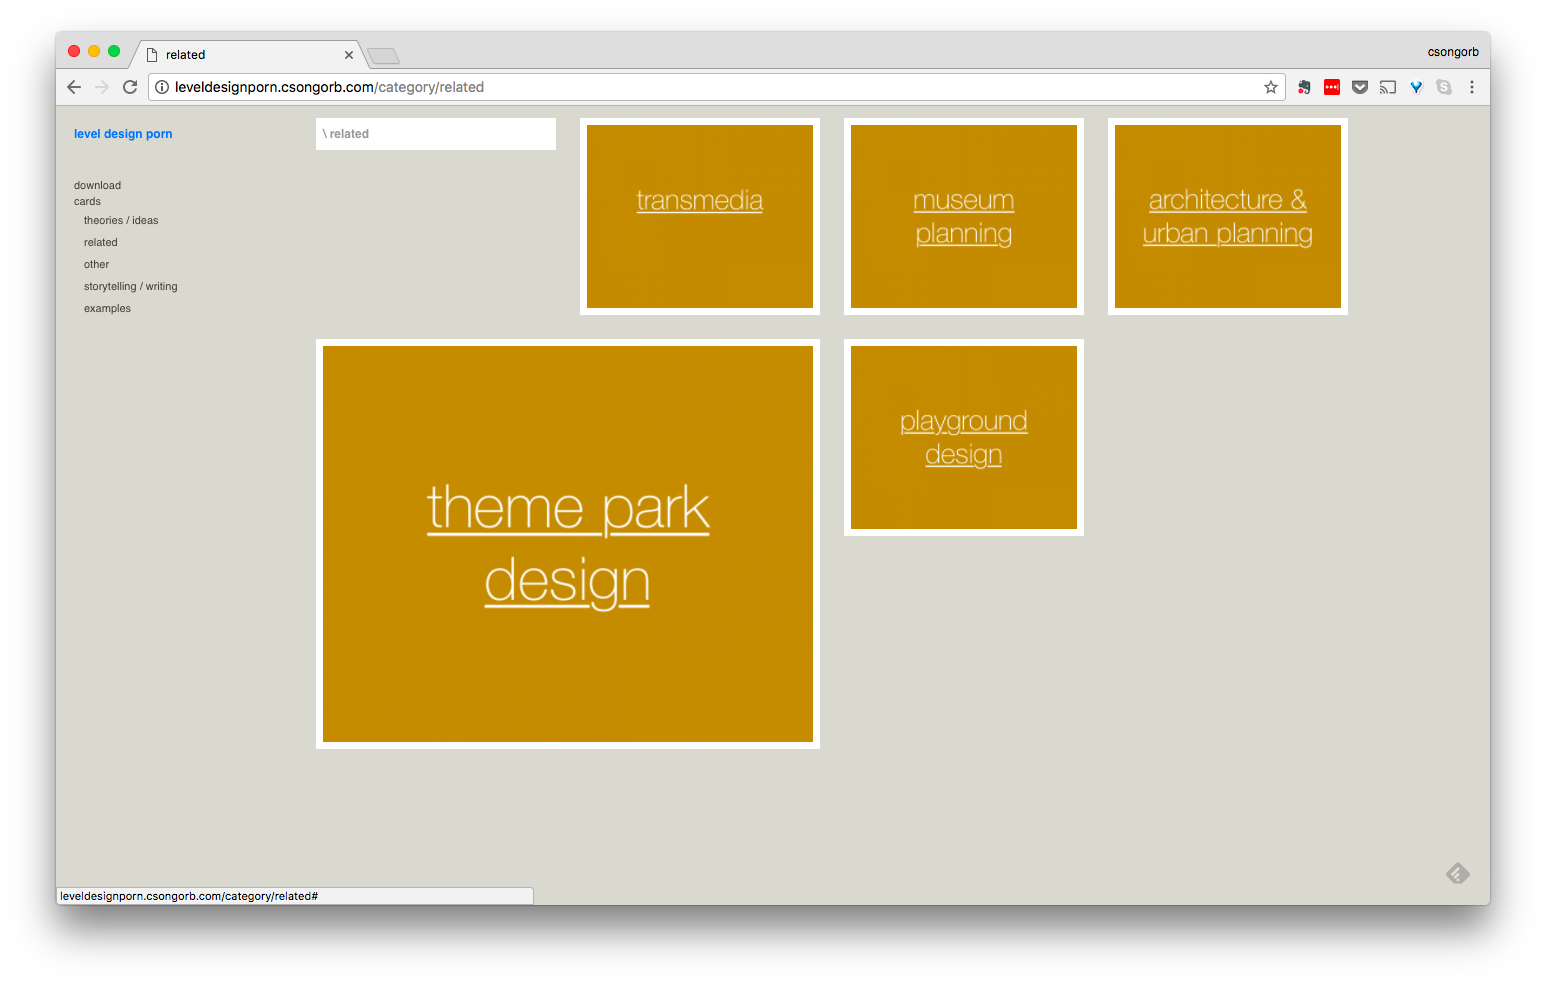 related
csongorb
leveldesignporn.csongorb.com/category/related
level design porn
download
cards
theories / ideas
related
other
storytelling / writing
examples
\ related
transmedia
museum
planning
architecture &
urban planning
theme park
design
playground
design
leveldesignporn.csongorb.com/category/related#